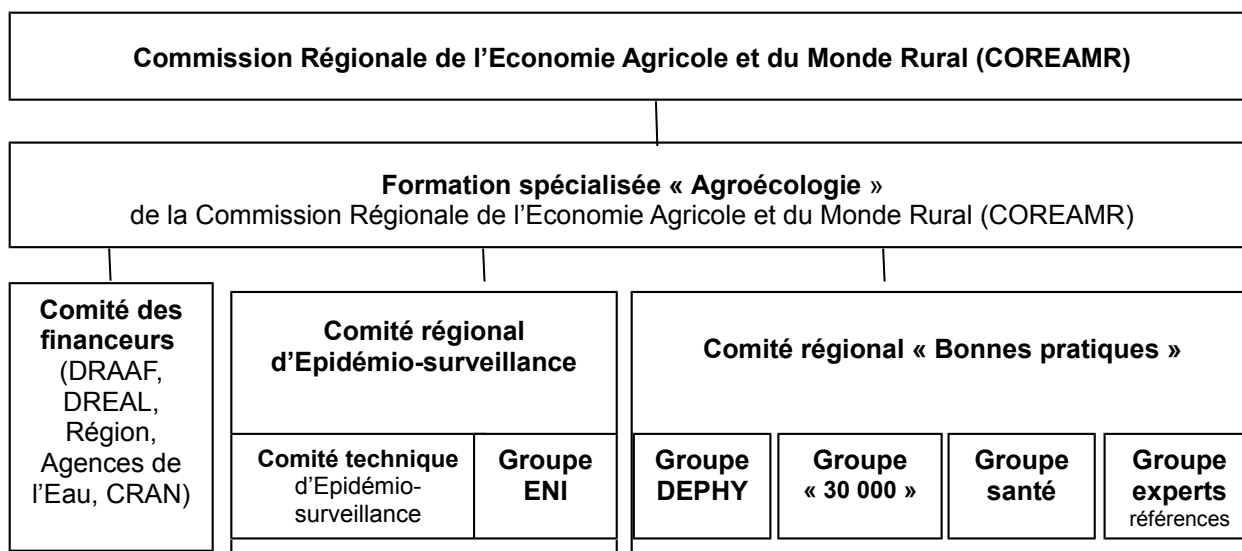 Commission Régionale de l’Economie Agricole et du Monde Rural (COREAMR)
Formation spécialisée « Agroécologie »
de la Commission Régionale de l’Economie Agricole et du Monde Rural (COREAMR)
Comité des
financeurs
(DRAAF,
DREAL,
Région,
Agences de
l’Eau, CRAN)
Comité régional
d’Epidémio-surveillance
Comité technique
d’Epidémio-
surveillance
Groupe
ENI
Comité régional « Bonnes pratiques »
Groupe
DEPHY
Groupe
« 30 000 »
Groupe
santé
Groupe
experts
références